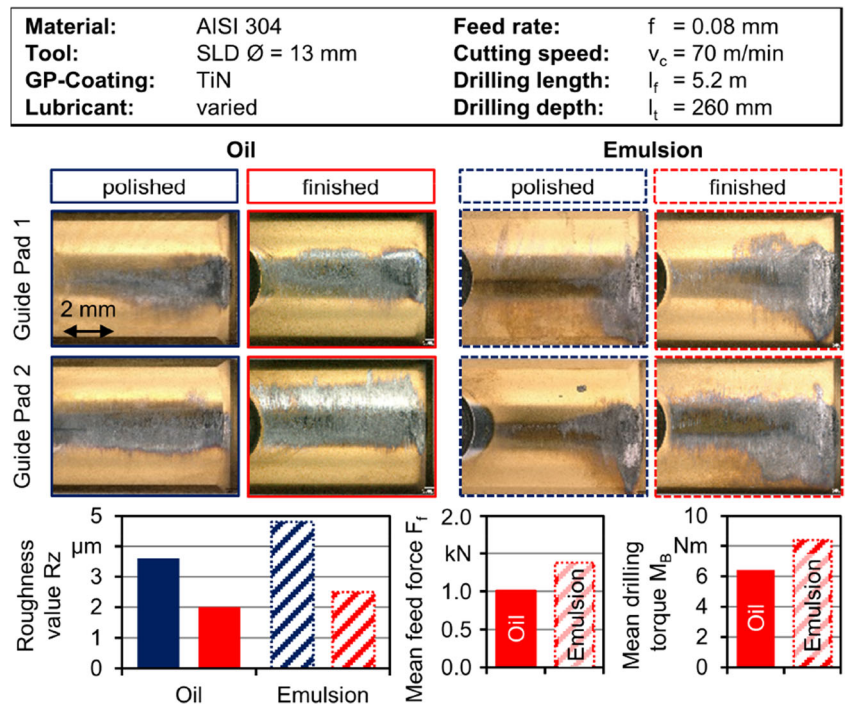 Material: AISI 304 Feed rate: f = 0.08 mm
Tool: SLD Ø = 13 mm Cutting speed: vc = 70 m/min
GP-Coating: TiN Drilling length: lf = 5.2 m
Lubricant: varied Drilling depth: lt = 260 mm
Oil Emulsion
polished finished polished finished
Guide Pad 1
2 mm
Guide Pad 2
Roughness
value Rz
5
µm
3
2
1
0
Oil Emulsion
Mean feed force Ff
2.0
kN
1.0
0.5
0.0
Oil
Emulsion
Mean drilling
torque MB
10
Nm
6
4
2
0
Oil
Emulsion